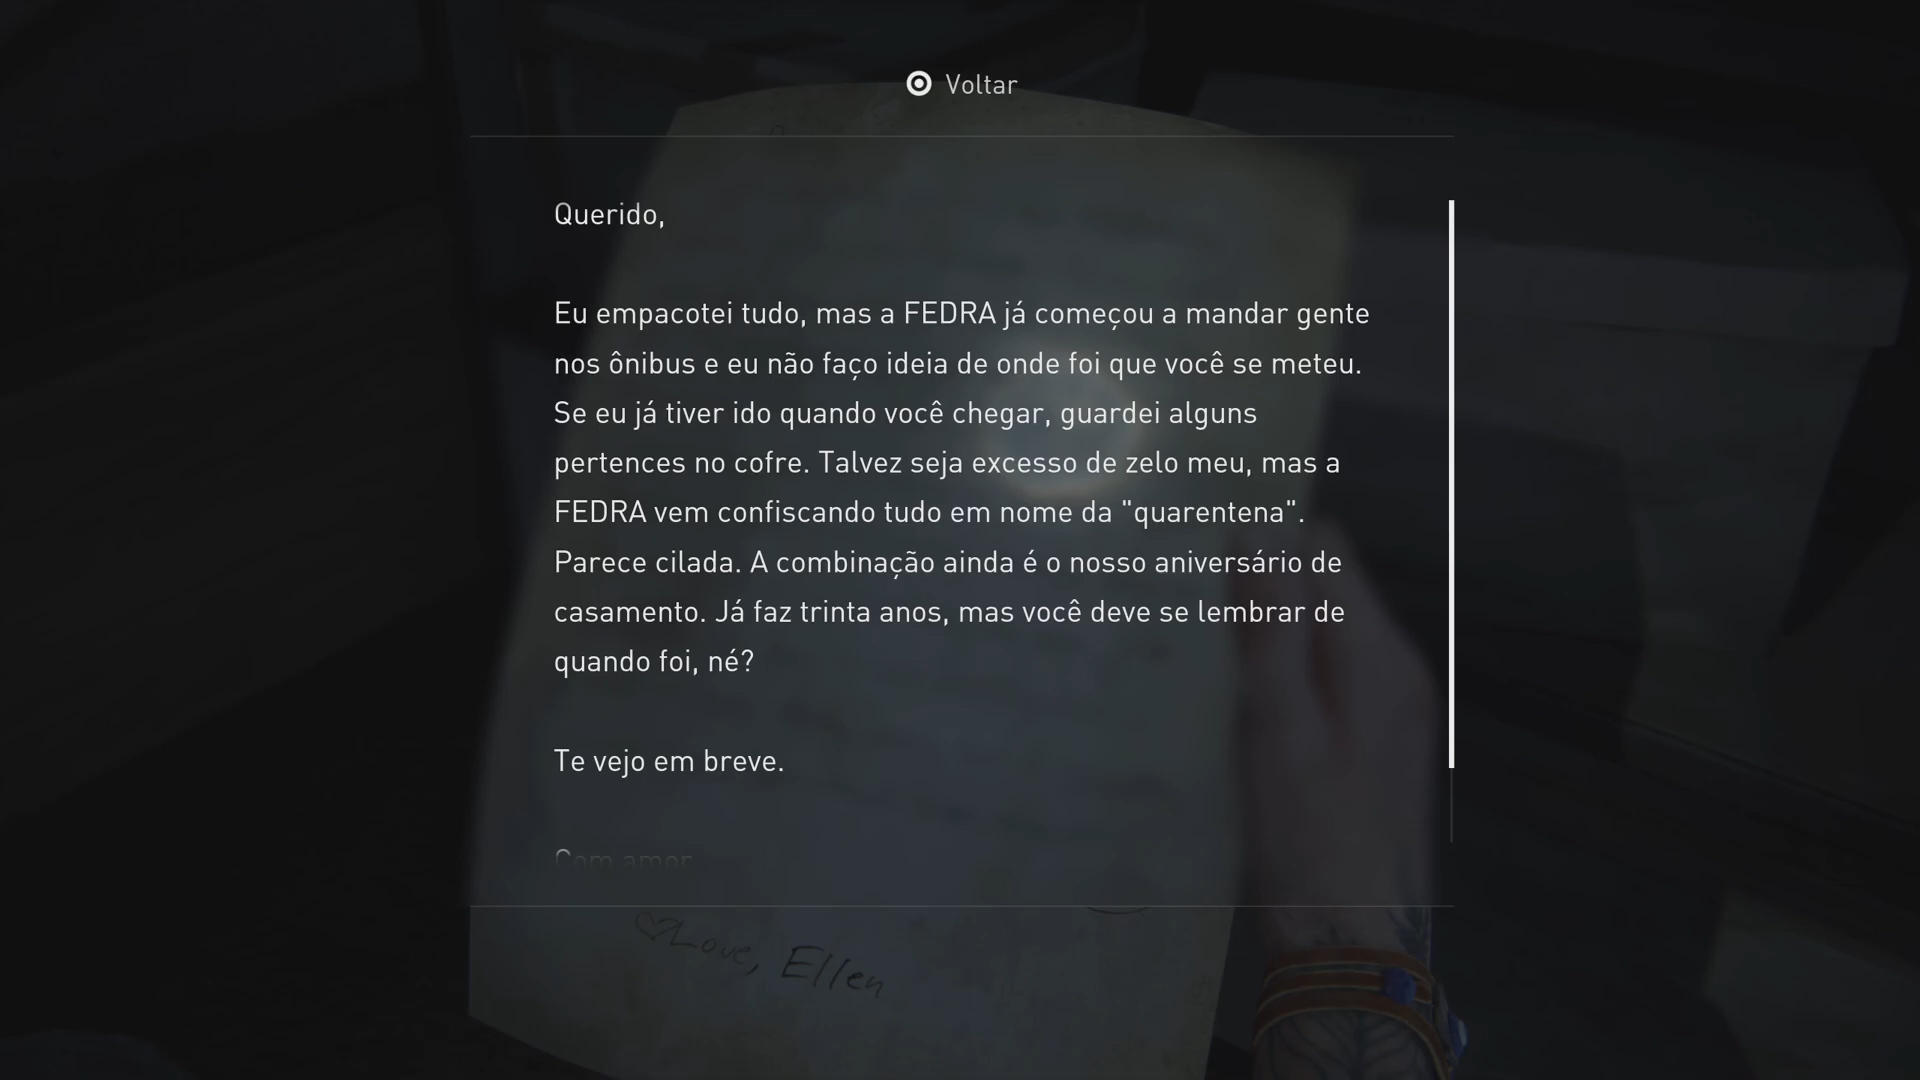 Voltar
Querido,
Eu empacotei tudo, mas a FEDRA já começou a mandar gente
nos ônibus e eu não faço ideia de onde foi que você se meteu.
Se eu já tiver ido quando você chegar, guardei alguns
pertences no cofre. Talvez seja excesso de zelo meu, mas a
FEDRA vem confiscando tudo em nome da "quarentena".
Parece cilada. A combinação ainda é o nosso aniversário de
casamento. Já faz trinta anos, mas você deve se lembrar de
quando foi, né?
Te vejo em breve.
Com amor
Love, Ellen